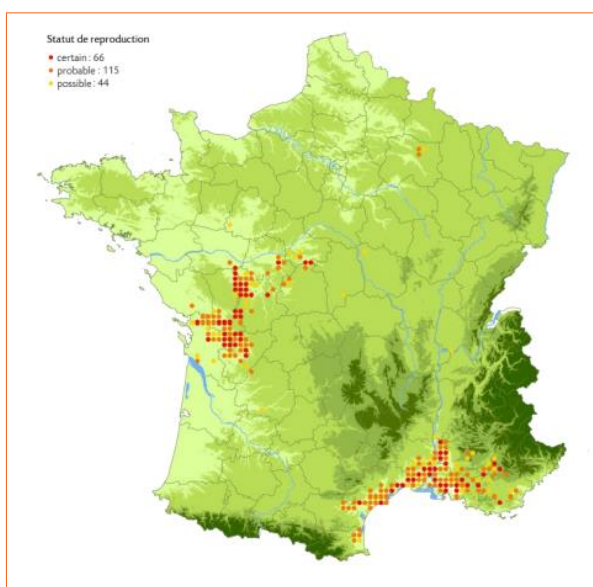 Statut de reproduction
certain : 66
probable : 115
possible : 44